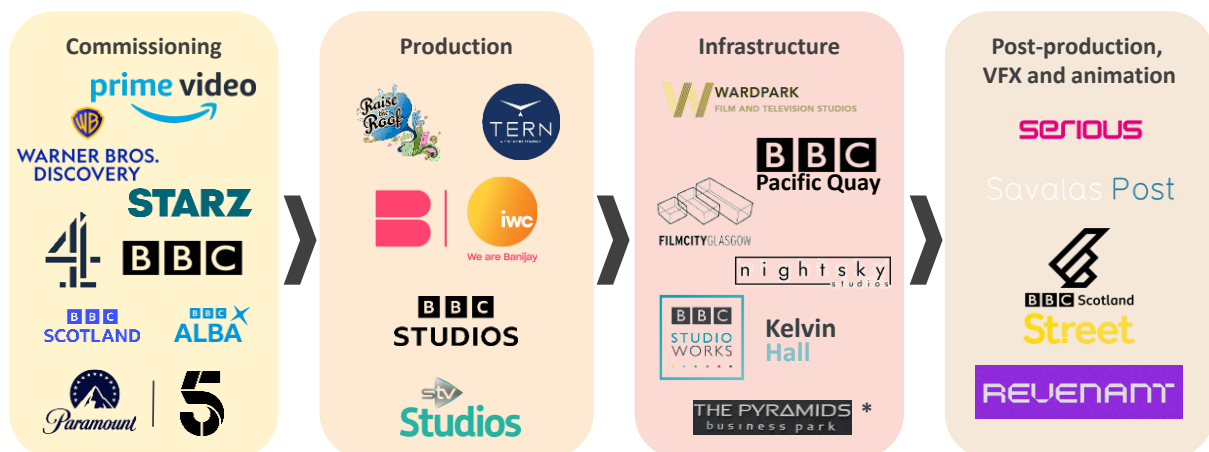 Commissioning
prime video
WB
WARNER BROS.
DISCOVERY
STARZ
4
BBC
BBC
SCOTLAND
BBC
ALBA
Paramount
5
Production
Raise
the
Roof
TERN
B
iwc
We are Banijay
BBC
STUDIOS
stv
Studios
Infrastructure
W
WARDPARK
FILM AND TELEVISION STUDIOS
BBC
Pacific Quay
FILMCITYGLASGOW
nightsky
studios
BBC
STUDIO
WORKS
Kelvin
Hall
THE PYRAMIDS *
business park
Post-production,
VFX and animation
serious
Savalas Post
BBC Scotland
Street
REVENANT